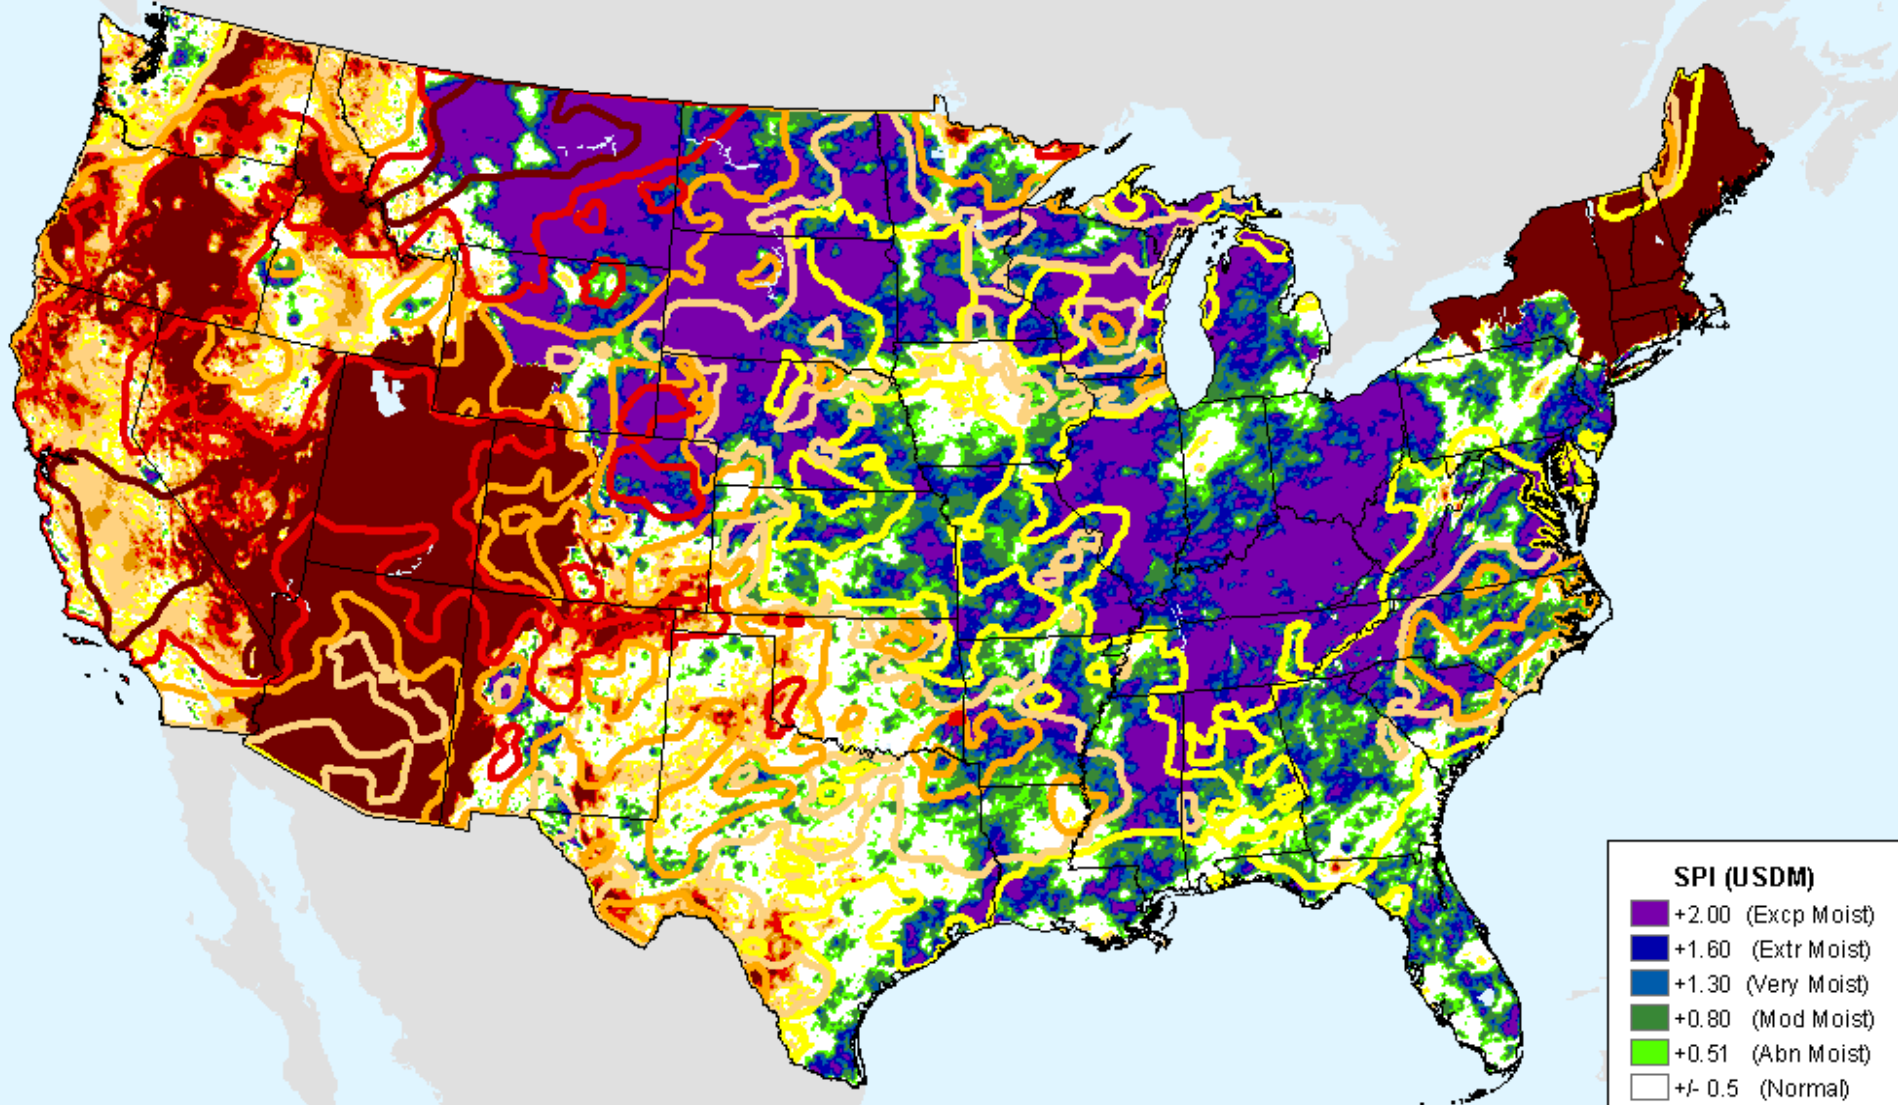 SPI (USDM)
+2.00 (Excp Moist)
+1.60 (Extr Moist)
+1.30 (Very Moist)
+0.80 (Mod Moist)
+0.51 (Abn Moist)
+/- 0.5 (Normal)